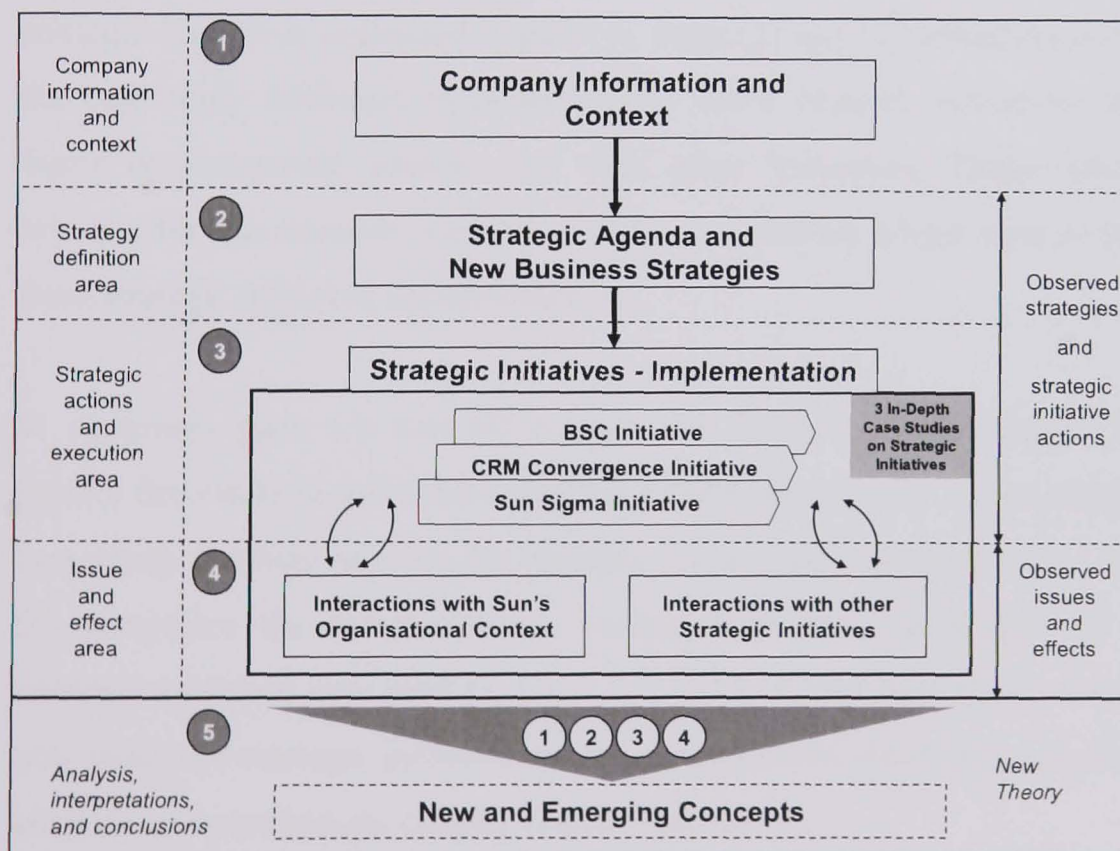 1
Company
information
and
context
Company Information and
Context
2
Strategy
definition
area
Strategic Agenda and
New Business Strategies
Observed
strategies
and
strategic
initiative
actions
3
Strategic
actions
and
execution
area
Strategic Initiatives - Implementation
3 In-Depth
Case Studies
on Strategic
Initiatives
BSC Initiative
CRM Convergence Initiative
Sun Sigma Initiative
4
Issue
and
effect
area
Interactions with Sun's
Organisational Context
Interactions with other
Strategic Initiatives
Observed
issues
and
effects
5
1 2 3 4
Analysis,
interpretations,
and conclusions
New and Emerging Concepts
New
Theory